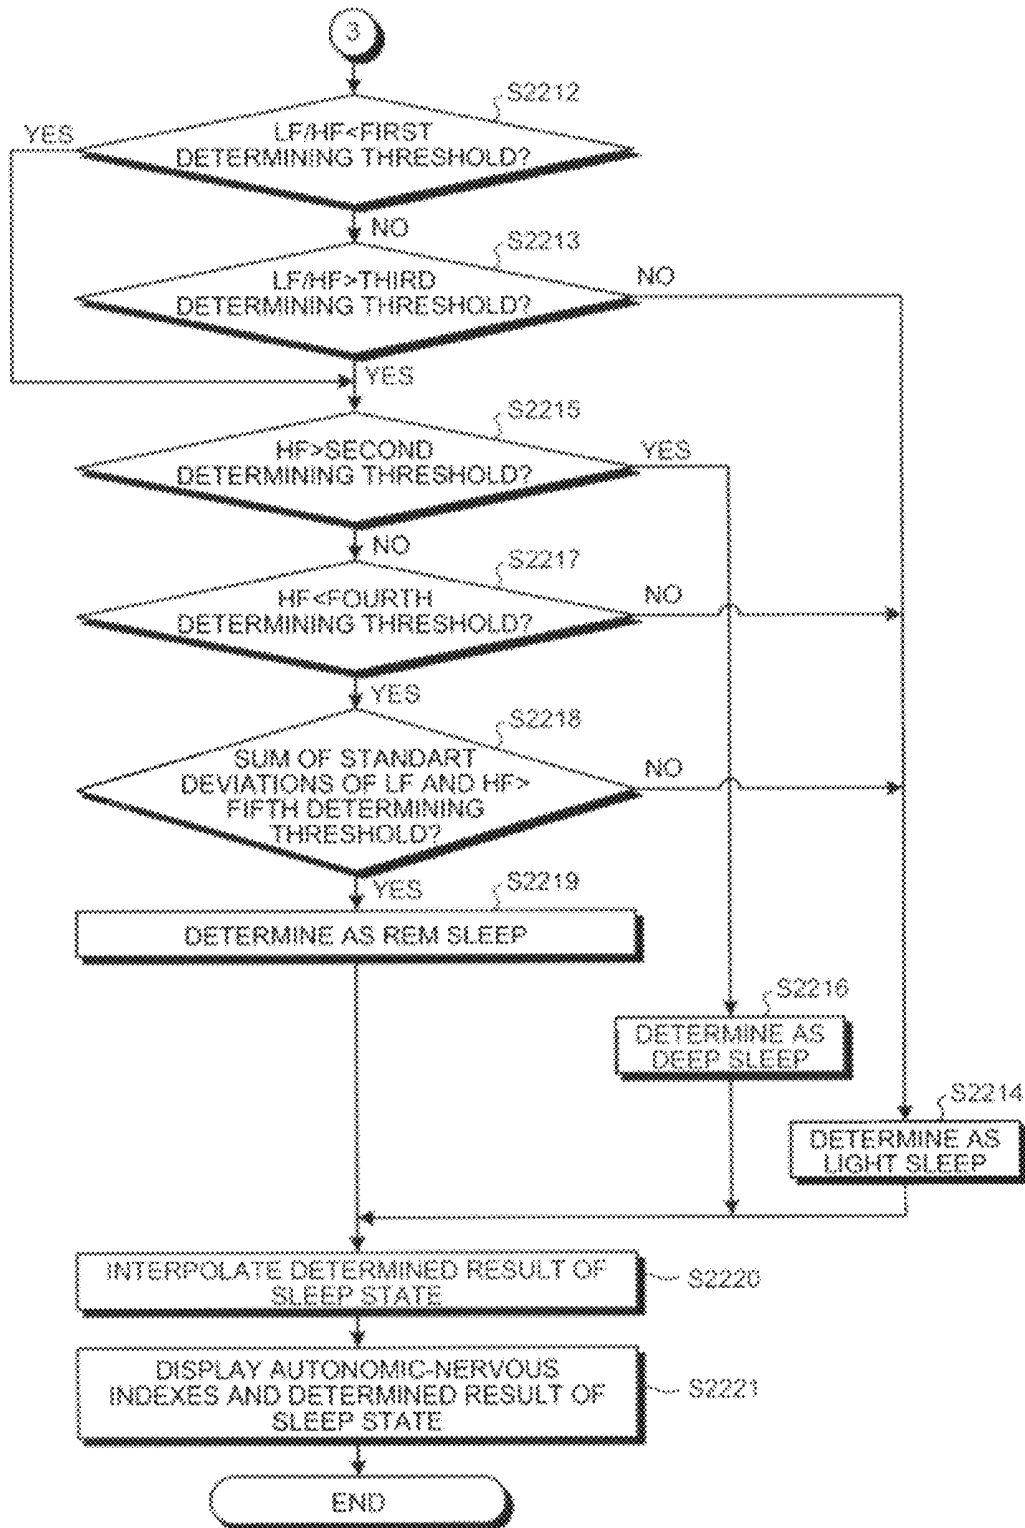 3
S2212
YES
LF/HF<FIRST
DETERMINING THRESHOLD?
NO
S2213
LF/HF>THIRD
DETERMINING THRESHOLD?
NO
YES
S2215
HF>SECOND
DETERMINING THRESHOLD?
YES
NO
S2217
HF<FOURTH
DETERMINING THRESHOLD?
NO
YES
S2218
SUM OF STANDART
DEVIATIONS OF LF AND HF>
FIFTH DETERMINING
THRESHOLD?
NO
YES
S2219
DETERMINE AS REM SLEEP
S2216
DETERMINE AS
DEEP SLEEP
S2214
DETERMINE AS
LIGHT SLEEP
INTERPOLATE DETERMINED RESULT OF
SLEEP STATE
S2220
DISPLAY AUTONOMIC-NERVOUS
INDEXES AND DETERMINED RESULT OF
SLEEP STATE
S2221
END